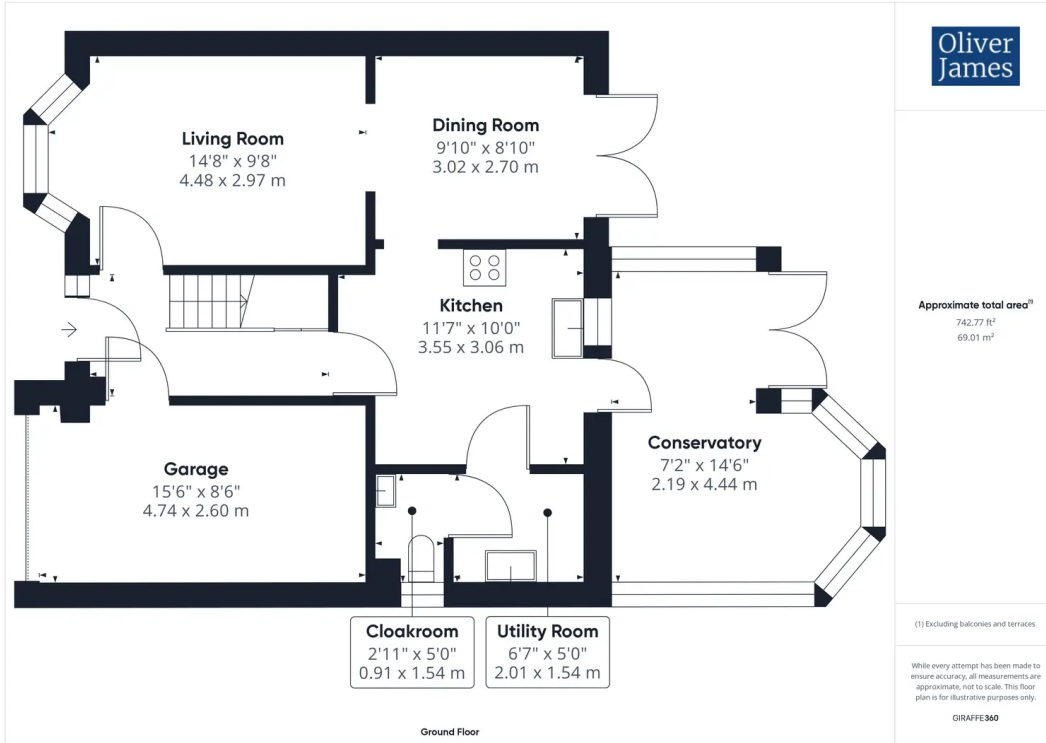 Oliver
James
Living Room
14'8" x 9'8"
4.48 x 2.97 m
Dining Room
9'10" x 8'10"
3.02 x 2.70 m
Kitchen
11'7" x 10'0"
3.55 x 3.06 m
Garage
15'6" x 8'6"
4.74 x 2.60 m
Conservatory
7'2" x 14'6"
2.19 x 4.44 m
Cloakroom
2'11" x 5'0"
0.91 x 1.54 m
Utility Room
6'7" x 5'0"
2.01 x 1.54 m
Ground Floor
Approximate total area⁽¹⁾
742.77 ft²
69.01 m²
(1) Excluding balconies and terraces
While every attempt has been made to
ensure accuracy, all measurements are
approximate, not to scale. This floor
plan is for illustrative purposes only.
GIRAFFE360